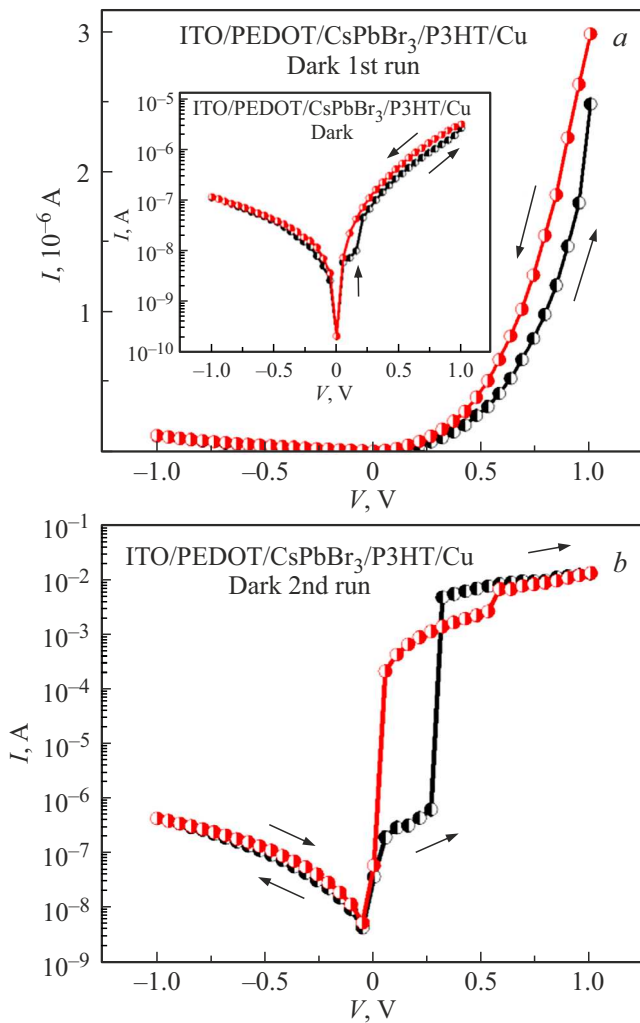 ITO/PEDOT/CsPbBr₃/P3HT/Cu
Dark 1st run
a
3
2
1
I, 10⁻⁶ A
ITO/PEDOT/CsPbBr₃/P3HT/Cu
Dark
10⁻⁵
10⁻⁶
10⁻⁷
10⁻⁸
10⁻⁹
10⁻¹⁰
I, A
–1.0 –0.5 0 0.5 1.0
V, V
–1.0 –0.5 0 0.5 1.0
V, V
ITO/PEDOT/CsPbBr₃/P3HT/Cu
Dark 2nd run
b
10⁻¹
10⁻²
10⁻³
10⁻⁴
10⁻⁵
10⁻⁶
10⁻⁷
10⁻⁸
10⁻⁹
I, A
–1.0 –0.5 0 0.5 1.0
V, V